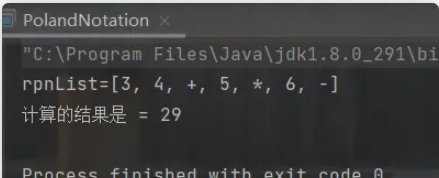 PolandNotation
"C:\Program Files\Java\jdk1.8.0_291\bi
rpnList=[3, 4, +, 5, *, 6, -]
计算的结果是 = 29
Process finished with exit code 0